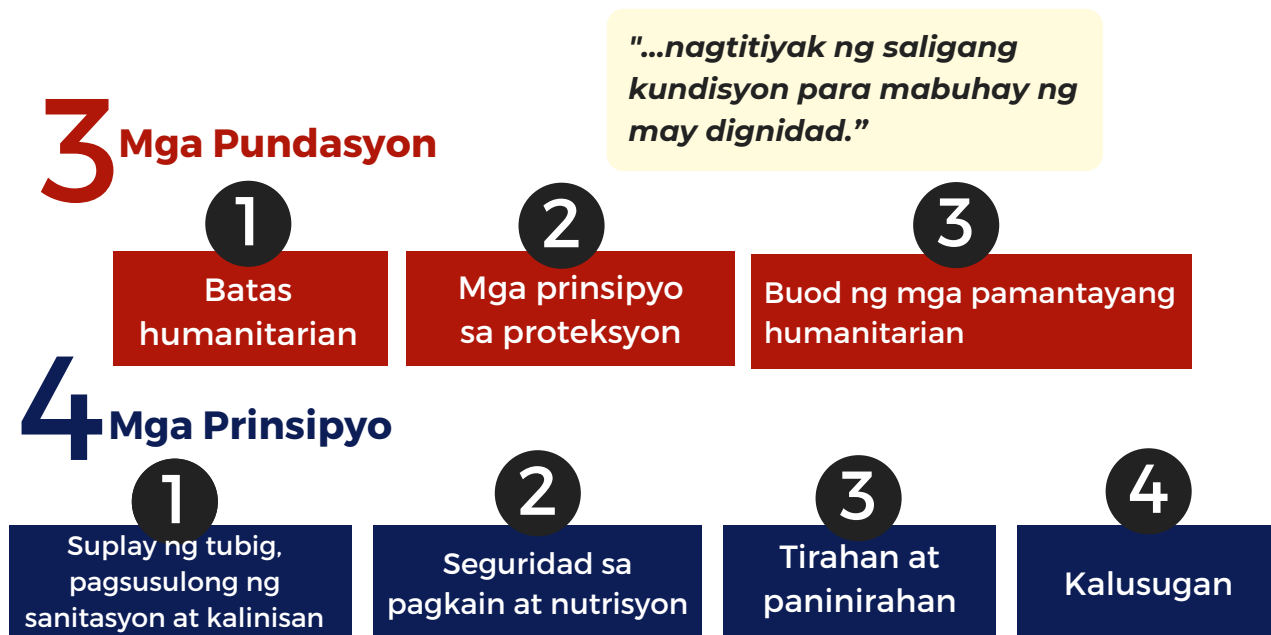 "...nagtitiyak ng saligang
kundisyon para mabuhay ng
may dignidad.”
3 Mga Pundasyon
1
Batas
humanitarian
2
Mga prinsipyo
sa proteksyon
3
Buod ng mga pamantayang
humanitarian
4 Mga Prinsipyo
1
Suplay ng tubig,
pagsusulong ng
sanitasyon at kalinisan
2
Seguridad sa
pagkain at nutrisyon
3
Tirahan at
paninirahan
4
Kalusugan